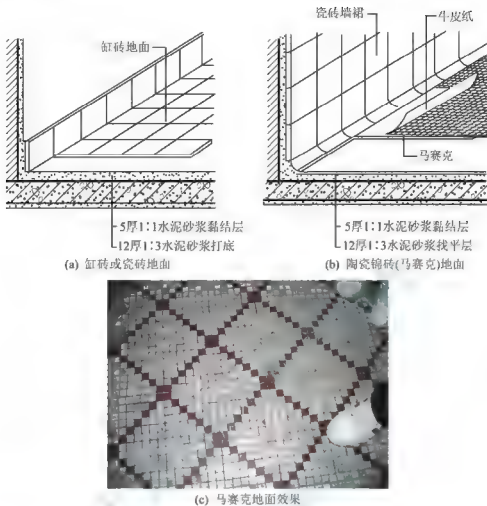 缸砖地面
5厚1:1水泥砂浆黏结层
12厚1:3水泥砂浆打底
(a) 缸砖或瓷砖地面
瓷砖墙裙
牛皮纸
马赛克
5厚1:1水泥砂浆黏结层
12厚1:3水泥砂浆找平层
(b) 陶瓷锦砖(马赛克)地面
(c) 马赛克地面效果